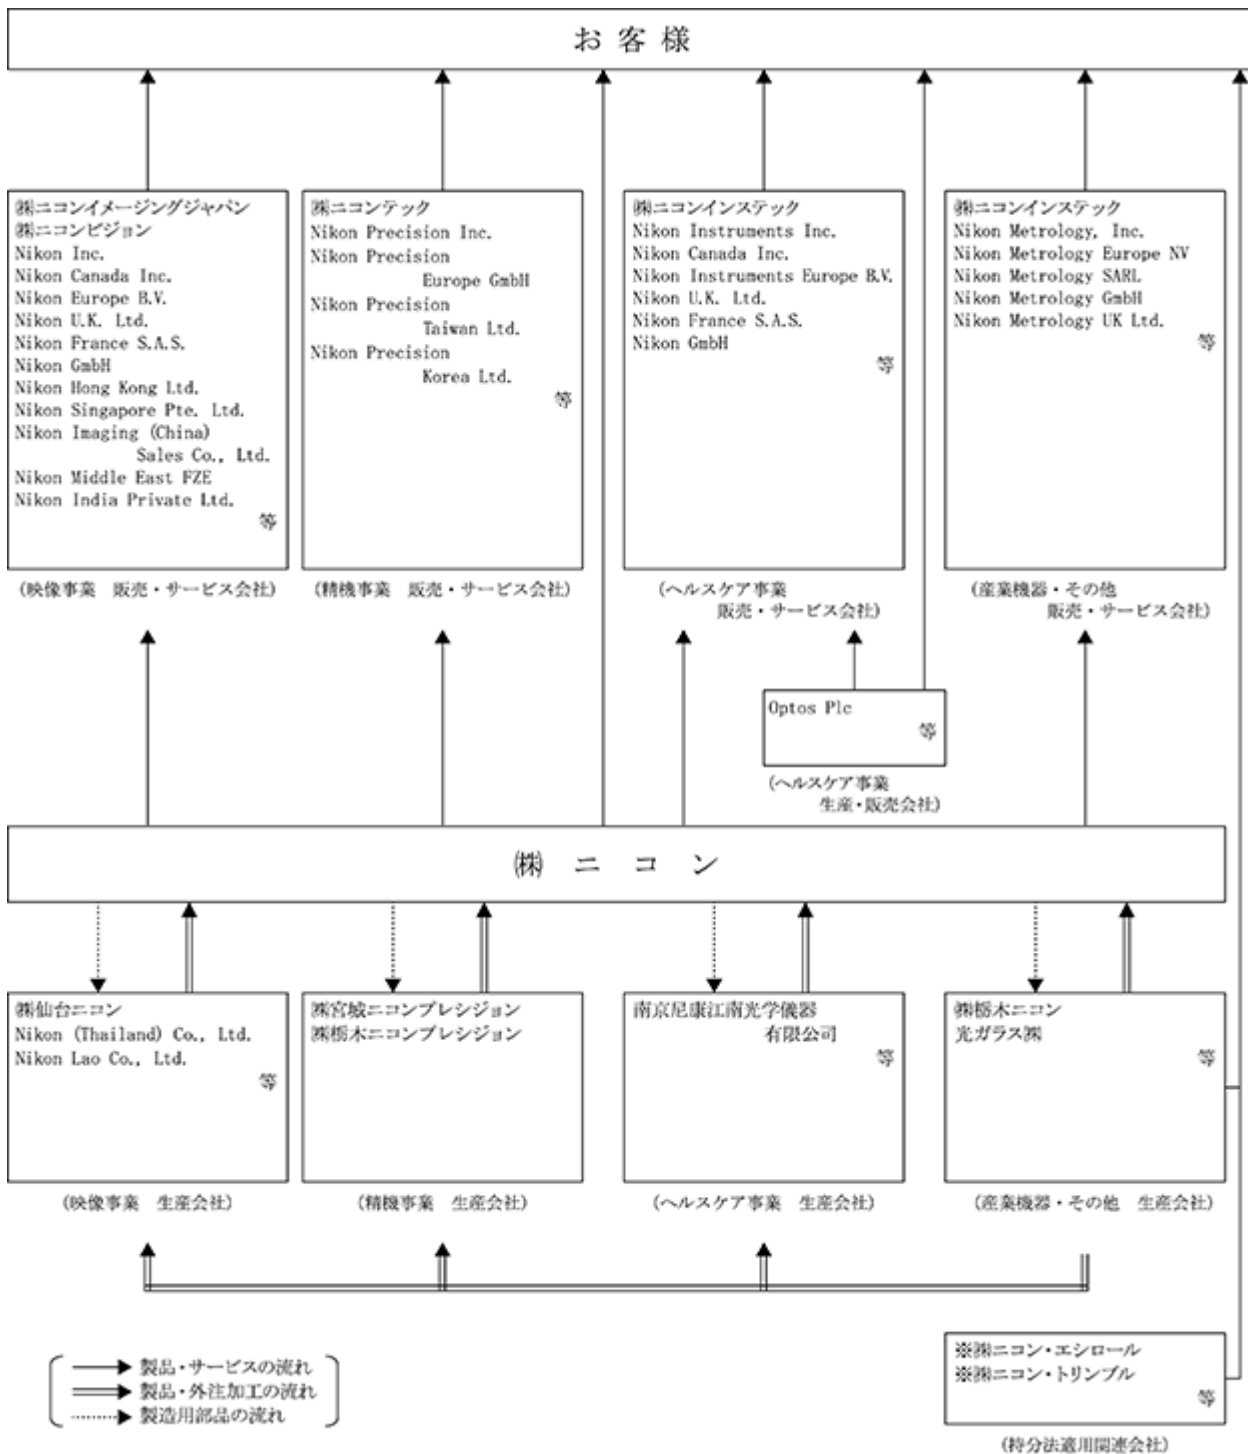 お客様
㈱ニコンイメージングジャパン
㈱ニコンビジョン
Nikon Inc.
Nikon Canada Inc.
Nikon Europe B.V.
Nikon U.K. Ltd.
Nikon France S.A.S.
Nikon GmbH
Nikon Hong Kong Ltd.
Nikon Singapore Pte. Ltd.
Nikon Imaging (China)
Sales Co., Ltd.
Nikon Middle East FZE
Nikon India Private Ltd.
等
(映像事業 販売・サービス会社)
㈱ニコンテック
Nikon Precision Inc.
Nikon Precision
Europe GmbH
Nikon Precision
Taiwan Ltd.
Nikon Precision
Korea Ltd.
等
(精機事業 販売・サービス会社)
㈱ニコンインステック
Nikon Instruments Inc.
Nikon Canada Inc.
Nikon Instruments Europe B.V.
Nikon U.K. Ltd.
Nikon France S.A.S.
Nikon GmbH
等
(ヘルスケア事業
販売・サービス会社)
㈱ニコンインステック
Nikon Metrology, Inc.
Nikon Metrology Europe NV
Nikon Metrology SARL
Nikon Metrology GmbH
Nikon Metrology UK Ltd.
等
(産業機器・その他
販売・サービス会社)
Optos Plc
等
(ヘルスケア事業
生産・販売会社)
㈱ ニコン
㈱仙台ニコン
Nikon (Thailand) Co., Ltd.
Nikon Lao Co., Ltd.
等
(映像事業 生産会社)
㈱宮城ニコンプレシジョン
㈱栃木ニコンプレシジョン
(精機事業 生産会社)
南京尼康江南光学儀器
有限公司
等
(ヘルスケア事業 生産会社)
㈱栃木ニコン
光ガラス㈱
等
(産業機器・その他 生産会社)
製品・サービスの流れ
製品・外注加工の流れ
製造用部品の流れ
※㈱ニコン・エシロール
※㈱ニコン・トリンブル
等
(持分法適用関連会社)